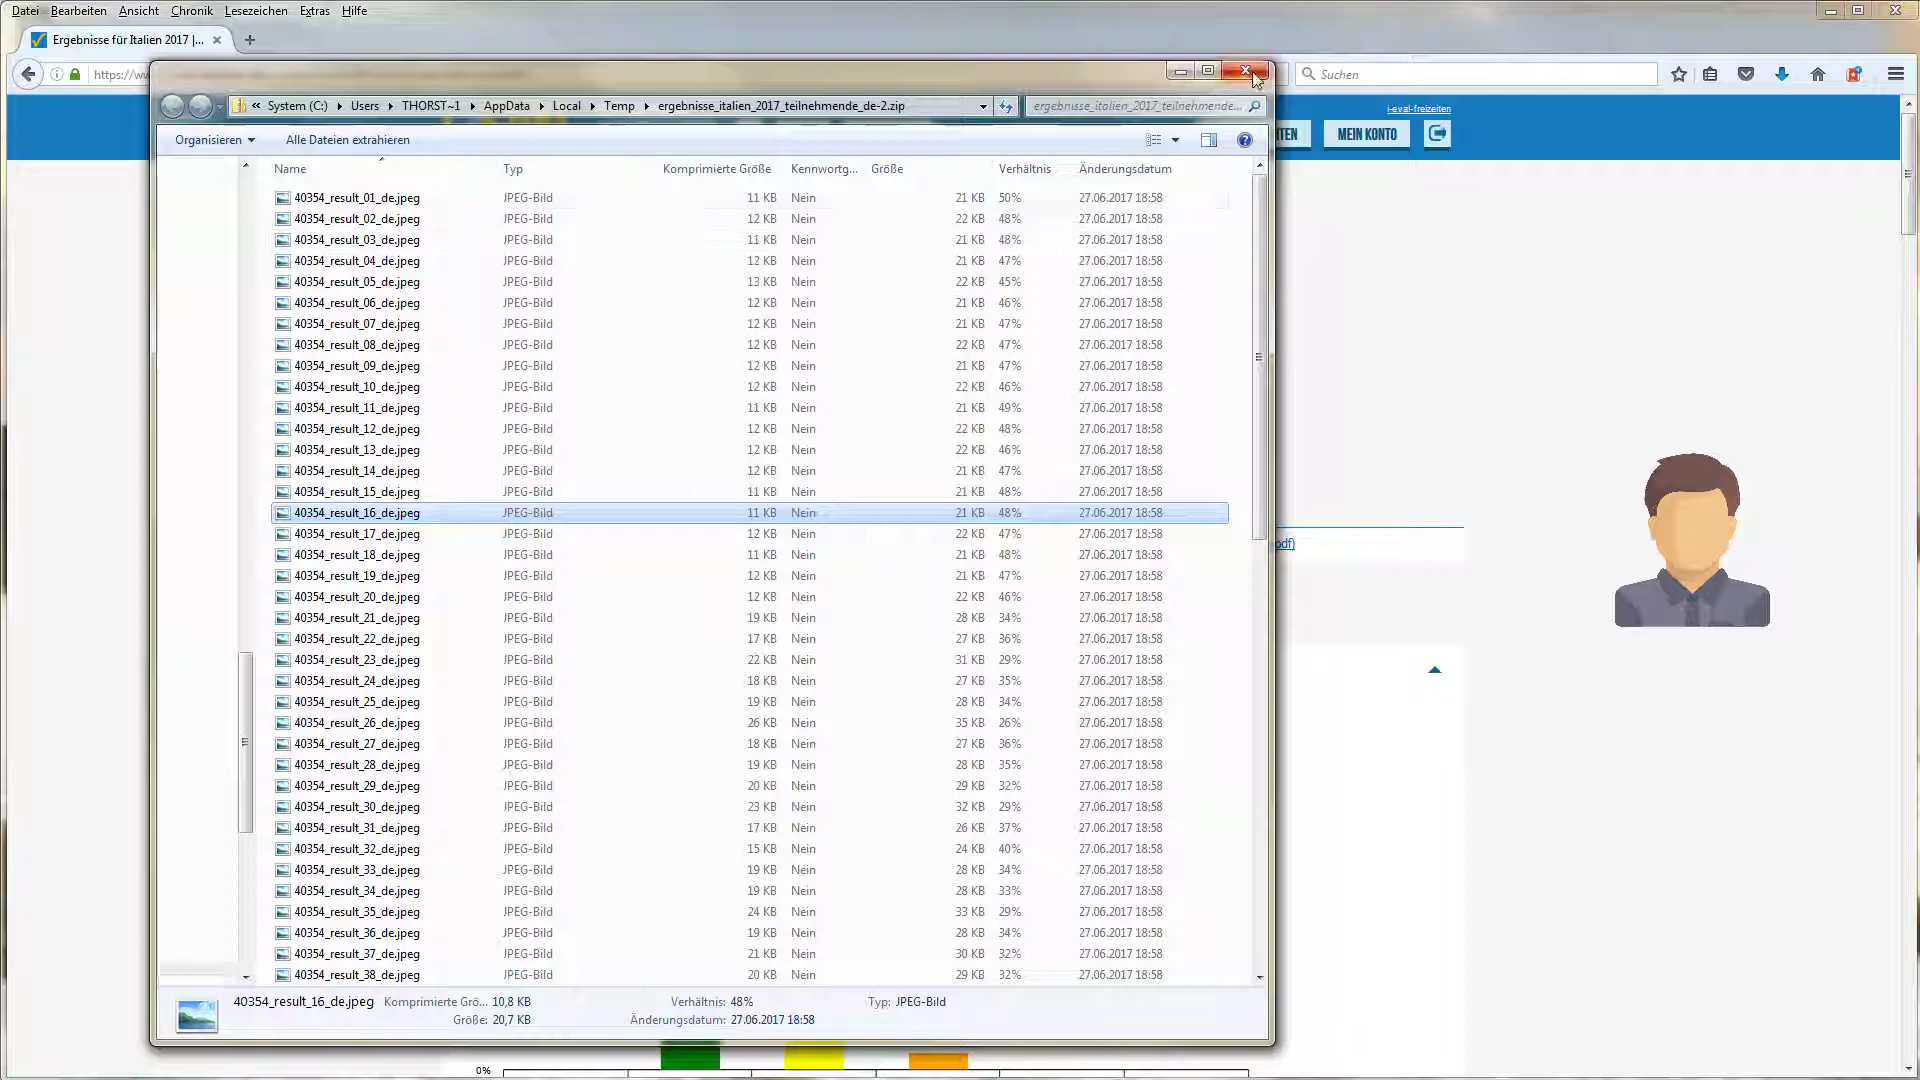 Datei Bearbeiten Ansicht Chronik Lesezeichen Extras Hilfe
Ergebnisse für Italien 2017 |...
https://ww
Suchen
System (C:) Users THORST~1 AppData Local Temp ergebnisse_italien_2017_teilnehmende_de-2.zip
ergebnisse_italien_2017_teilnehmende...
i-eval-freizeiten
MEIN KONTO
Organisieren Alle Dateien extrahieren
Name Typ Komprimierte Größe Kennwortg... Größe Verhältnis Änderungsdatum
40354_result_01_de.jpeg JPEG-Bild 11 KB Nein 21 KB 50% 27.06.2017 18:58
40354_result_02_de.jpeg JPEG-Bild 12 KB Nein 22 KB 48% 27.06.2017 18:58
40354_result_03_de.jpeg JPEG-Bild 11 KB Nein 21 KB 48% 27.06.2017 18:58
40354_result_04_de.jpeg JPEG-Bild 12 KB Nein 21 KB 47% 27.06.2017 18:58
40354_result_05_de.jpeg JPEG-Bild 13 KB Nein 22 KB 45% 27.06.2017 18:58
40354_result_06_de.jpeg JPEG-Bild 12 KB Nein 21 KB 46% 27.06.2017 18:58
40354_result_07_de.jpeg JPEG-Bild 12 KB Nein 21 KB 47% 27.06.2017 18:58
40354_result_08_de.jpeg JPEG-Bild 12 KB Nein 22 KB 47% 27.06.2017 18:58
40354_result_09_de.jpeg JPEG-Bild 12 KB Nein 21 KB 47% 27.06.2017 18:58
40354_result_10_de.jpeg JPEG-Bild 12 KB Nein 22 KB 46% 27.06.2017 18:58
40354_result_11_de.jpeg JPEG-Bild 11 KB Nein 21 KB 49% 27.06.2017 18:58
40354_result_12_de.jpeg JPEG-Bild 12 KB Nein 22 KB 48% 27.06.2017 18:58
40354_result_13_de.jpeg JPEG-Bild 12 KB Nein 22 KB 46% 27.06.2017 18:58
40354_result_14_de.jpeg JPEG-Bild 12 KB Nein 21 KB 47% 27.06.2017 18:58
40354_result_15_de.jpeg JPEG-Bild 11 KB Nein 21 KB 48% 27.06.2017 18:58
40354_result_16_de.jpeg JPEG-Bild 11 KB Nein 21 KB 48% 27.06.2017 18:58
40354_result_17_de.jpeg JPEG-Bild 12 KB Nein 22 KB 47% 27.06.2017 18:58
40354_result_18_de.jpeg JPEG-Bild 11 KB Nein 21 KB 48% 27.06.2017 18:58
40354_result_19_de.jpeg JPEG-Bild 12 KB Nein 21 KB 47% 27.06.2017 18:58
40354_result_20_de.jpeg JPEG-Bild 12 KB Nein 22 KB 46% 27.06.2017 18:58
40354_result_21_de.jpeg JPEG-Bild 19 KB Nein 28 KB 34% 27.06.2017 18:58
40354_result_22_de.jpeg JPEG-Bild 17 KB Nein 27 KB 36% 27.06.2017 18:58
40354_result_23_de.jpeg JPEG-Bild 22 KB Nein 31 KB 29% 27.06.2017 18:58
40354_result_24_de.jpeg JPEG-Bild 18 KB Nein 27 KB 35% 27.06.2017 18:58
40354_result_25_de.jpeg JPEG-Bild 19 KB Nein 28 KB 34% 27.06.2017 18:58
40354_result_26_de.jpeg JPEG-Bild 26 KB Nein 35 KB 26% 27.06.2017 18:58
40354_result_27_de.jpeg JPEG-Bild 18 KB Nein 27 KB 36% 27.06.2017 18:58
40354_result_28_de.jpeg JPEG-Bild 19 KB Nein 28 KB 35% 27.06.2017 18:58
40354_result_29_de.jpeg JPEG-Bild 20 KB Nein 29 KB 32% 27.06.2017 18:58
40354_result_30_de.jpeg JPEG-Bild 23 KB Nein 32 KB 29% 27.06.2017 18:58
40354_result_31_de.jpeg JPEG-Bild 17 KB Nein 26 KB 37% 27.06.2017 18:58
40354_result_32_de.jpeg JPEG-Bild 15 KB Nein 24 KB 40% 27.06.2017 18:58
40354_result_33_de.jpeg JPEG-Bild 19 KB Nein 28 KB 34% 27.06.2017 18:58
40354_result_34_de.jpeg JPEG-Bild 19 KB Nein 28 KB 33% 27.06.2017 18:58
40354_result_35_de.jpeg JPEG-Bild 24 KB Nein 33 KB 29% 27.06.2017 18:58
40354_result_36_de.jpeg JPEG-Bild 19 KB Nein 28 KB 34% 27.06.2017 18:58
40354_result_37_de.jpeg JPEG-Bild 21 KB Nein 30 KB 32% 27.06.2017 18:58
40354_result_38_de.jpeg JPEG-Bild 20 KB Nein 29 KB 32% 27.06.2017 18:58
40354_result_16_de.jpeg Komprimierte Grö... 10,8 KB Verhältnis: 48% Typ: JPEG-Bild
Größe: 20,7 KB Änderungsdatum: 27.06.2017 18:58
0%